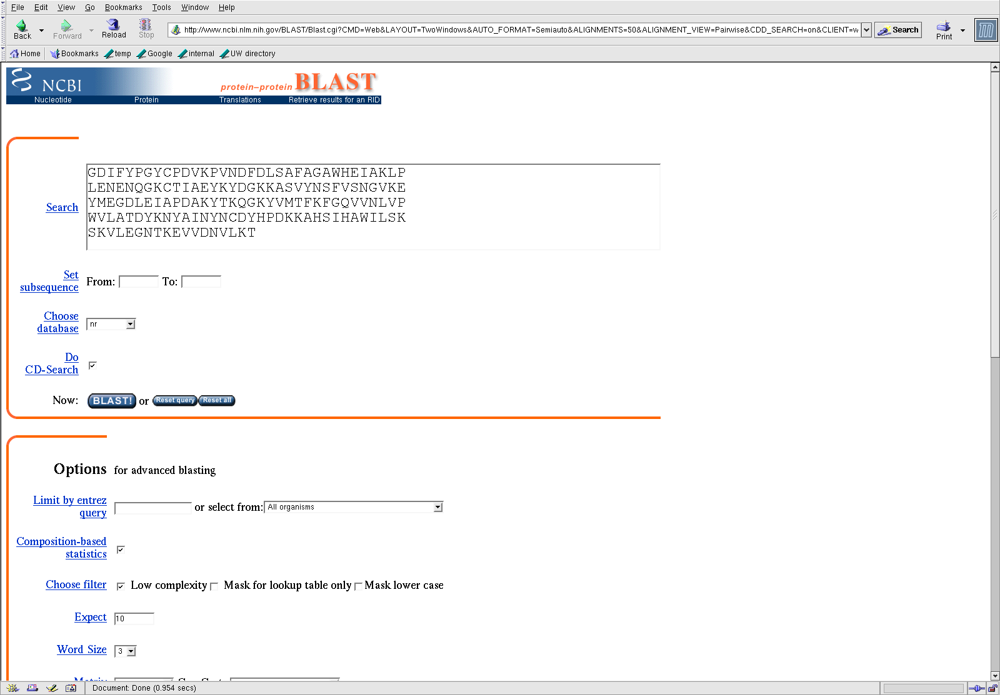 File Edit View Go Bookmarks Tools Window Help
Back Forward Reload Stop http://www.ncbi.nlm.nih.gov/BLAST/Blast.cgi?CMD=Web&LAYOUT=TwoWindows&AUTO_FORMAT=Semiauto&ALIGNMENTS=50&ALIGNMENT_VIEW=Pairwise&CDD_SEARCH=on&CLIENT=w Search Print
Home Bookmarks temp Google internal UW directory
NCBI protein-protein BLAST
Nucleotide Protein Translations Retrieve results for an RID
GDIFYPGYCPDVKPVNDFDLSAFAGAWHEIAKLP
LENENQGKCTIAEYKYDGKKASVYNSFVSNGVKE
Search YMEGDLEIAPDAKYTKQGKYVMTFKFGQVVNLVP
WVLATDYKNYAINYNCDYHPDKKAHSIHAWILSK
SKVLEGNTKEVVDNVLKT
Set
subsequence From: To:
Choose
database nr
Do
CD-Search
Now: BLAST! or Reset query Reset all
Options for advanced blasting
Limit by entrez
query or select from: All organisms
Composition-based
statistics
Choose filter Low complexity Mask for lookup table only Mask lower case
Expect 10
Word Size 3
Document: Done (0.954 secs)